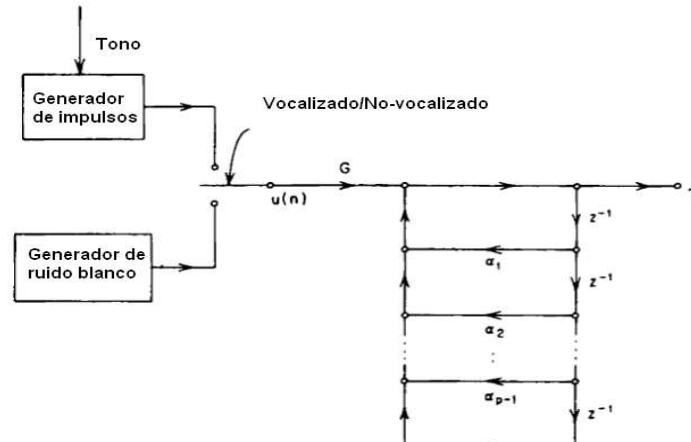 Tono
Generador
de impulsos
Vocalizado/No-vocalizado
G
u(n)
z⁻¹
Generador de
ruido blanco
α₁
z⁻¹
α₂
αₚ₋₁
z⁻¹